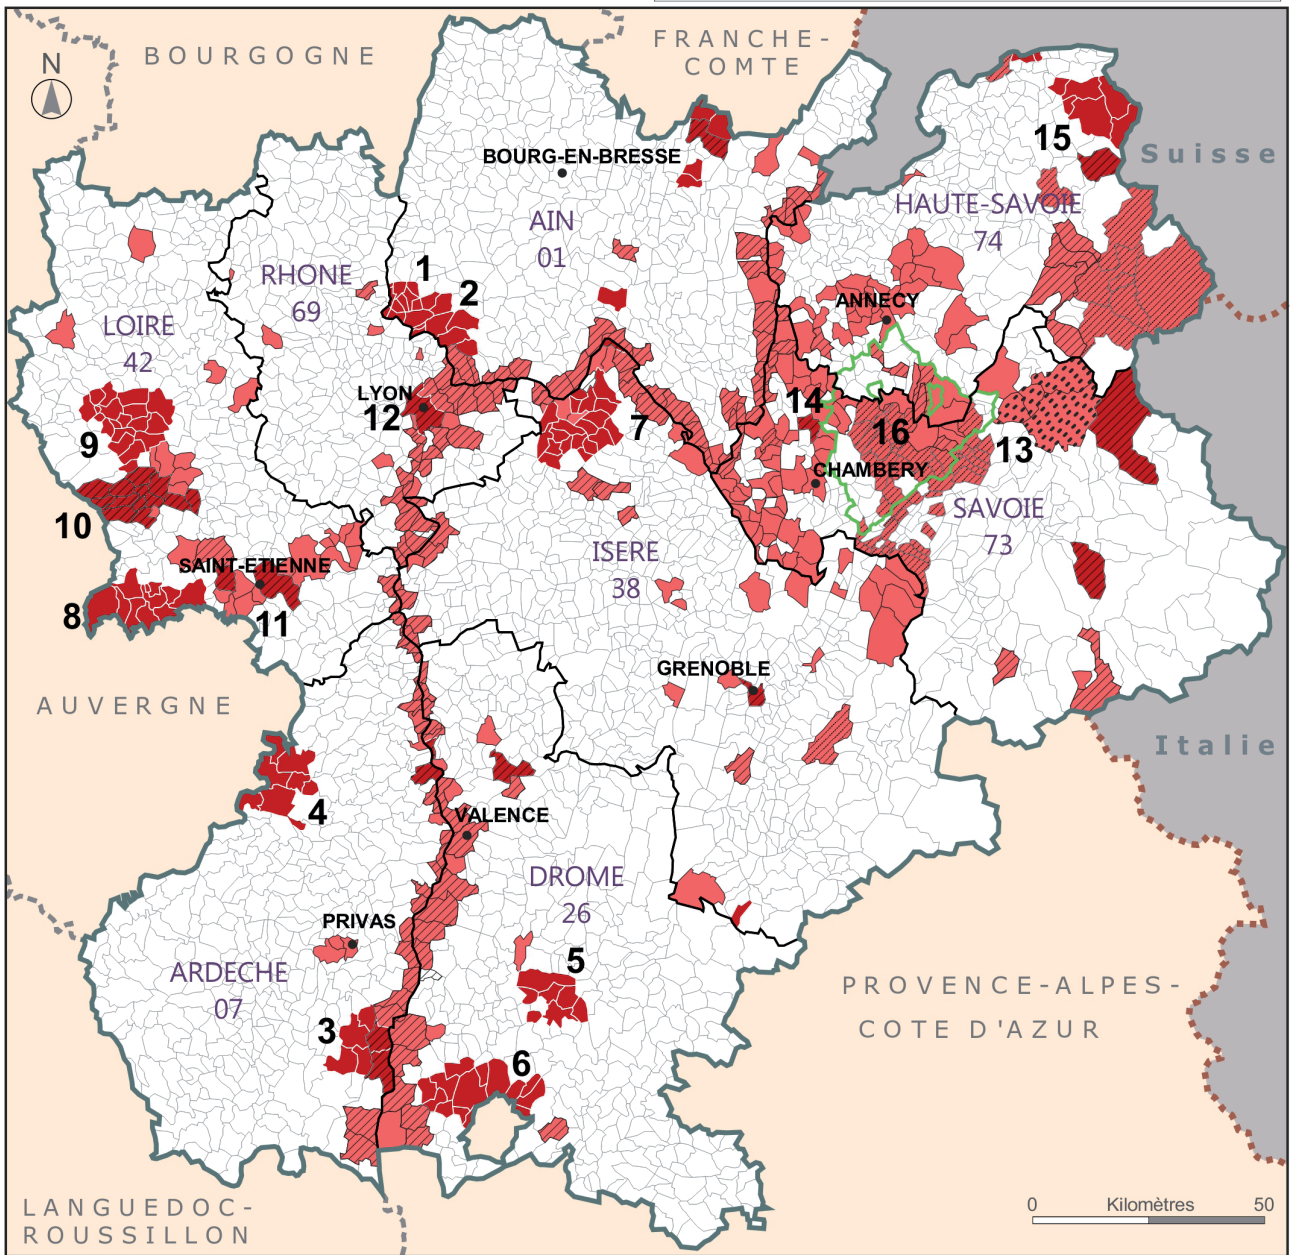 FRANCHE-
COMTE
BOURGOGNE
N
15
Suisse
BOURG-EN-BRESSE
HAUTE-SAVOIE
74
AIN
01
1
2
RHONE
69
ANNECY
LOIRE
42
LYON
12
14
7
16
13
9
CHAMBERY
10
SAVOIE
73
ISERE
38
SAINT-ETIENNE
8
11
GRENOBLE
AUVERGNE
Italie
4
VALENCE
DROME
26
PRIVAS
5
ARDECHE
07
PROVENCE-ALPES-
COTE D'AZUR
3
6
LANGUEDOC-
ROUSSILLON
0 Kilomètres 50